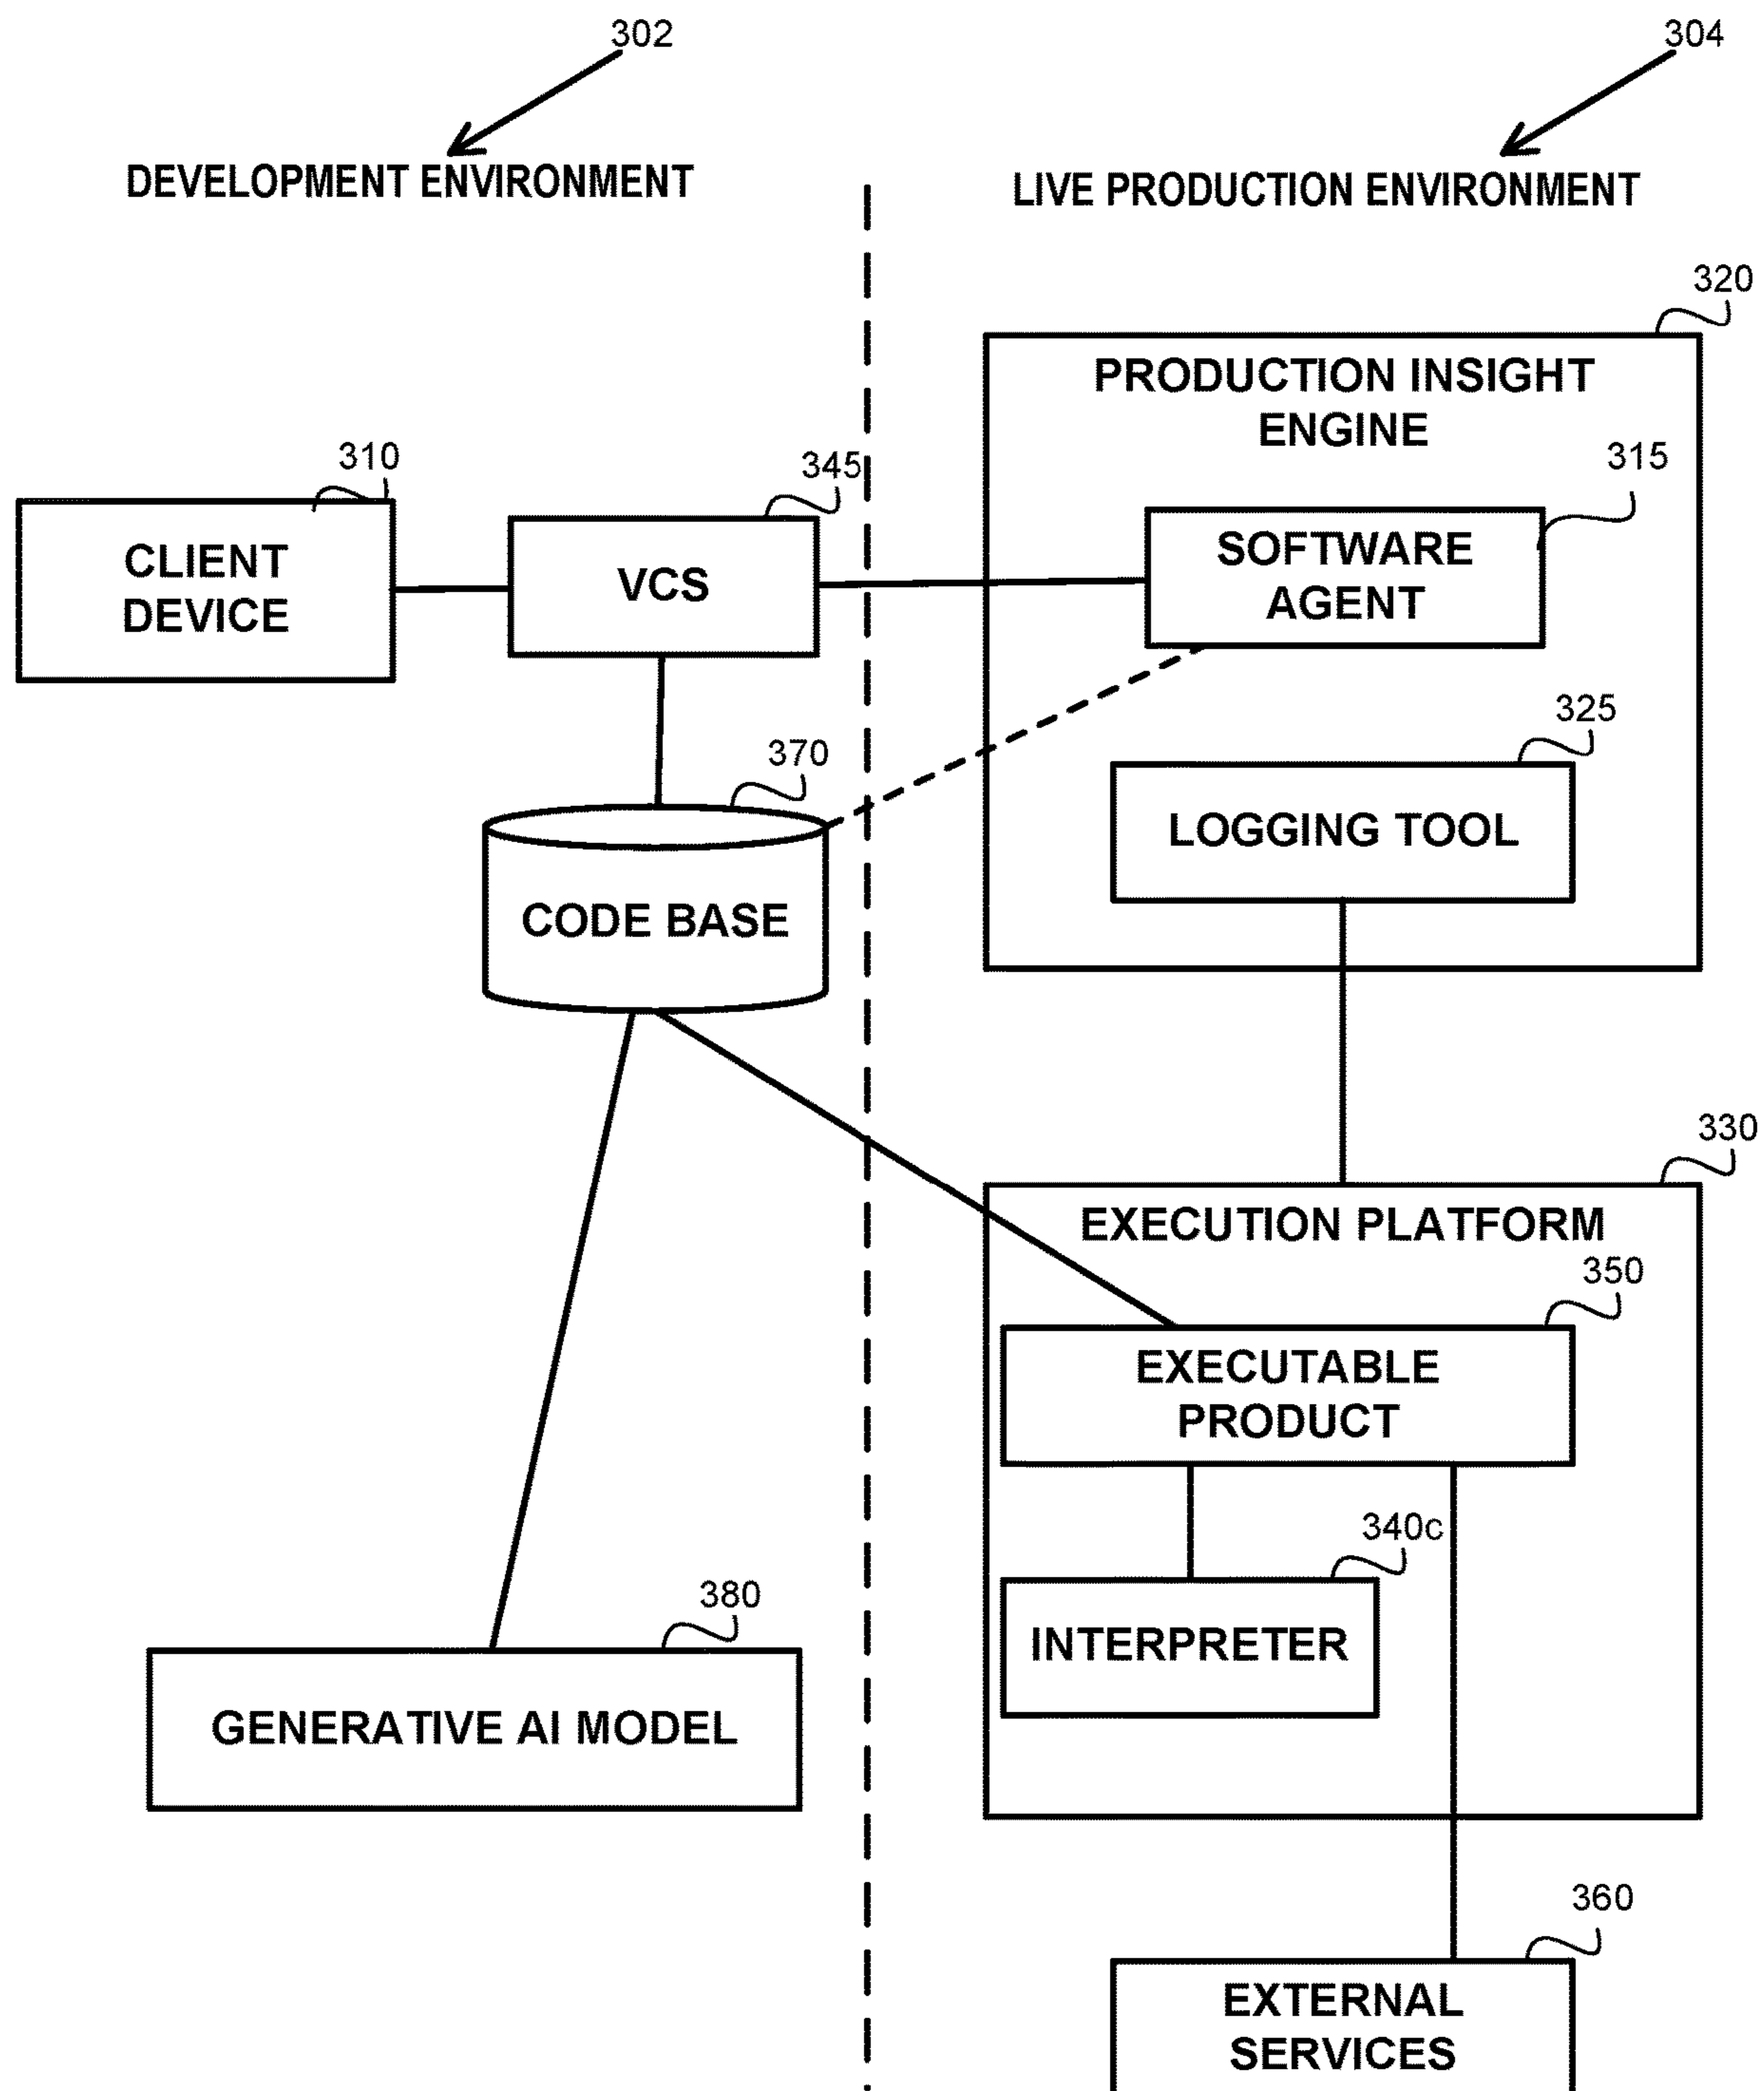 302
304
DEVELOPMENT ENVIRONMENT
LIVE PRODUCTION ENVIRONMENT
320
PRODUCTION INSIGHT
ENGINE
310
345
315
CLIENT
DEVICE
VCS
SOFTWARE
AGENT
325
370
LOGGING TOOL
CODE BASE
330
EXECUTION PLATFORM
350
EXECUTABLE
PRODUCT
340c
380
INTERPRETER
GENERATIVE AI MODEL
360
EXTERNAL
SERVICES